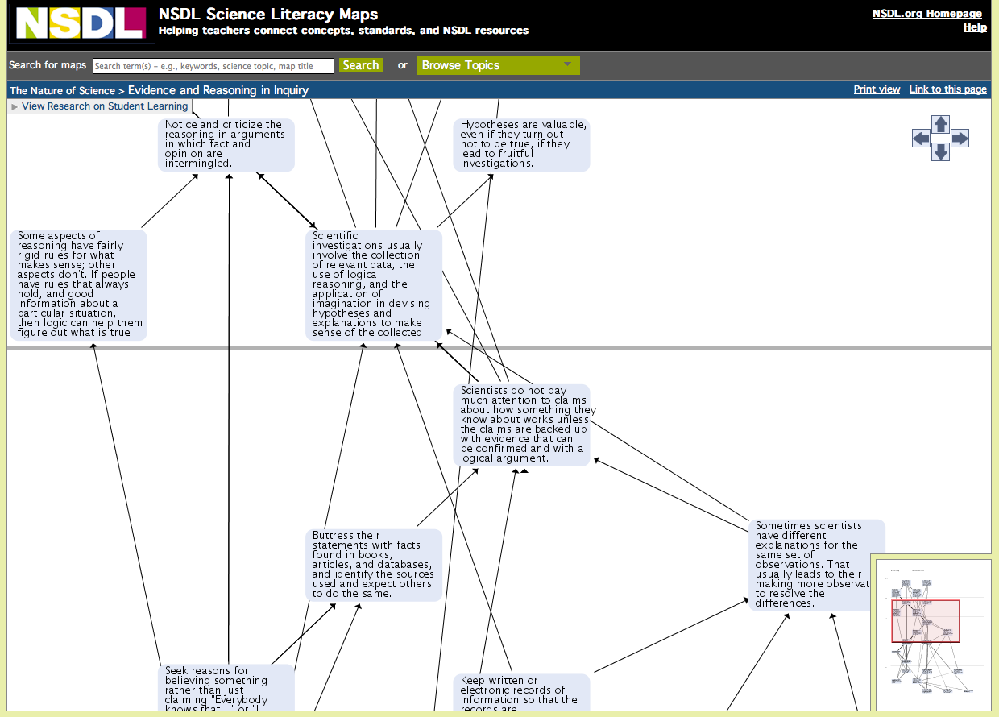 NSDL
NSDL Science Literacy Maps
Helping teachers connect concepts, standards, and NSDL resources
NSDL.org Homepage
Help
Search for maps
Search term(s) – e.g., keywords, science topic, map title
Search
or
Browse Topics
The Nature of Science > Evidence and Reasoning in Inquiry
Print view
Link to this page
View Research on Student Learning
Notice and criticize the
reasoning in arguments
in which fact and
opinion are
intermingled.
Hypotheses are valuable,
even if they turn out
not to be true, if they
lead to fruitful
investigations.
Some aspects of
reasoning have fairly
rigid rules for what
makes sense; other
aspects don't. If people
have rules that always
hold, and good
information about a
particular situation,
then logic can help them
figure out what is true
Scientific
investigations usually
involve the collection
of relevant data, the
use of logical
reasoning, and the
application of
imagination in devising
hypotheses and
explanations to make
sense of the collected
Scientists do not pay
much attention to claims
about how something they
know about works unless
the claims are backed up
with evidence that can
be confirmed and with a
logical argument.
Buttress their
statements with facts
found in books,
articles, and databases,
and identify the sources
used and expect others
to do the same.
Sometimes scientists
have different
explanations for the
same set of
observations. That
usually leads to their
making more observat
to resolve the
differences.
Seek reasons for
believing something
rather than just
claiming "Everybody
knows that..." or "I
Keep written or
electronic records of
information so that the
records are